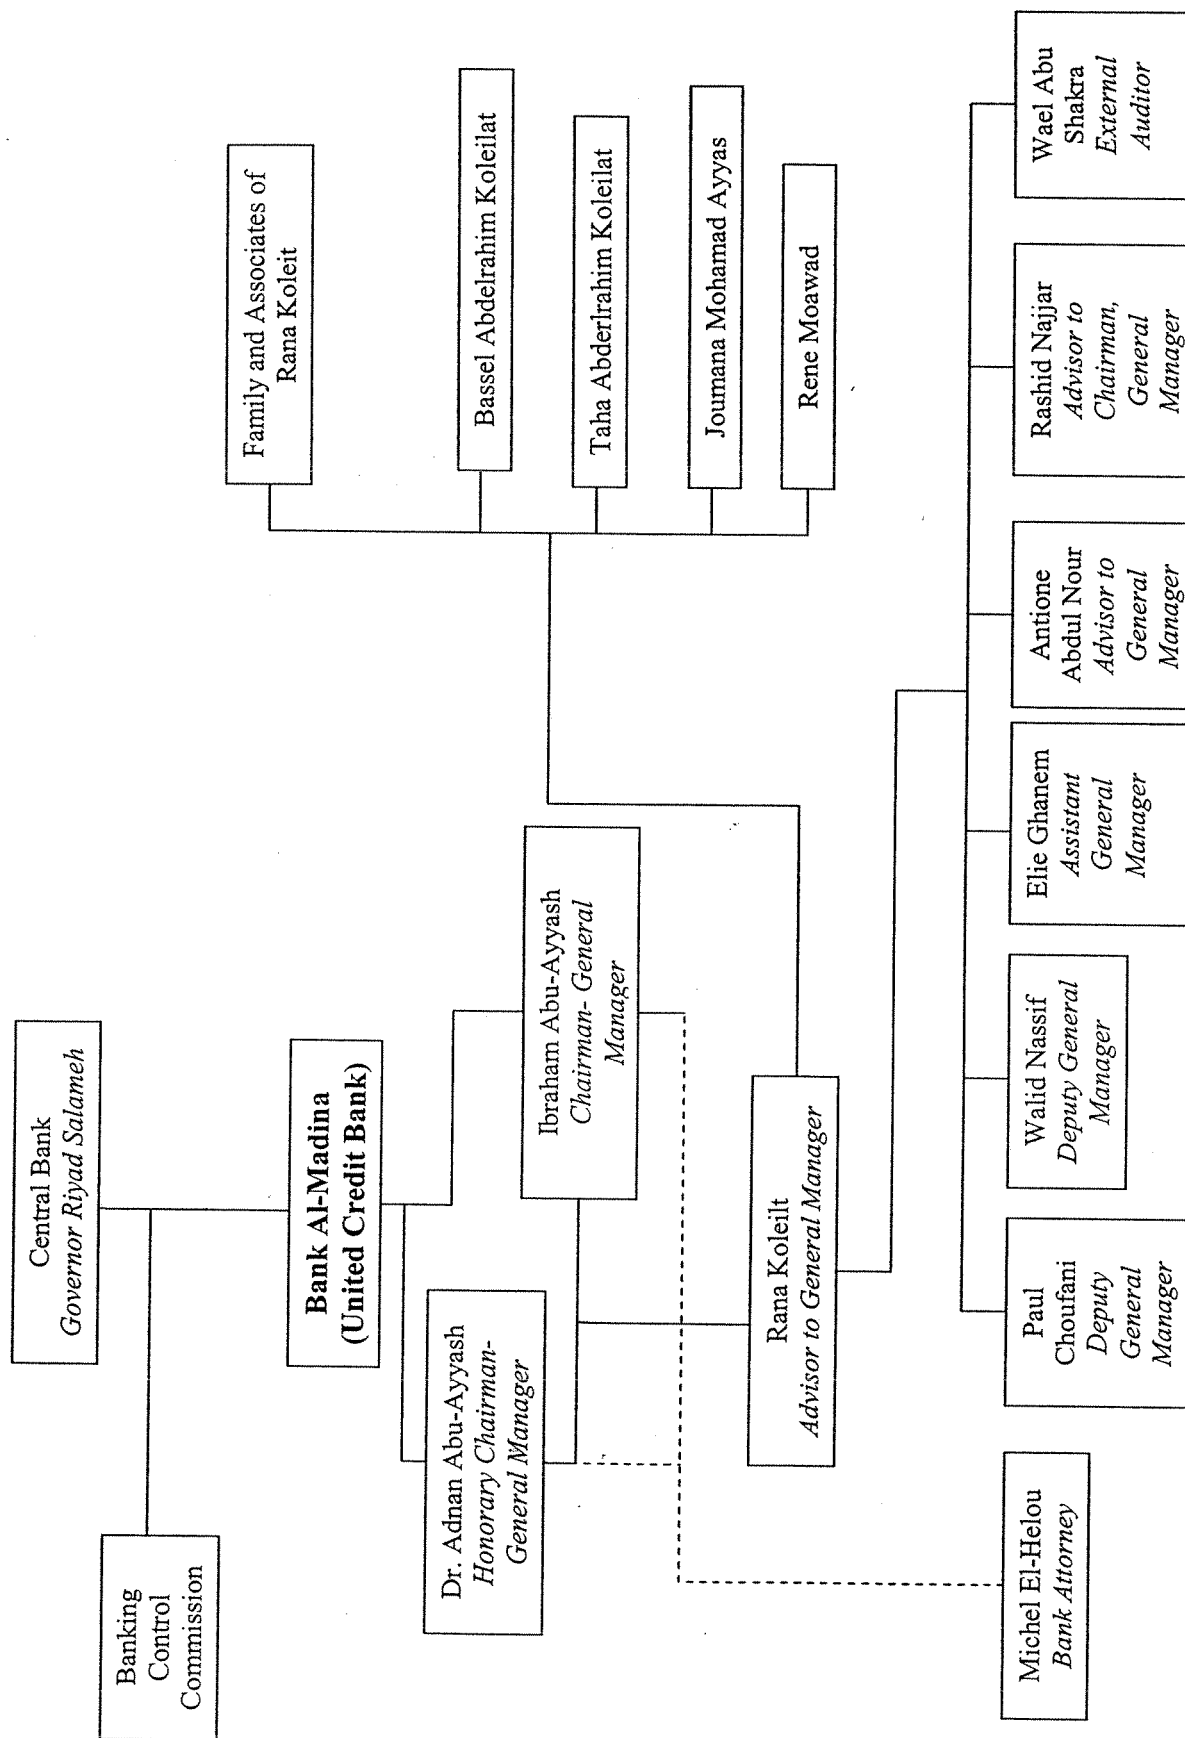 Central Bank
Governor Riyad Salameh
Banking
Control
Commission
Bank Al-Madina
(United Credit Bank)
Dr. Adnan Abu-Ayyash
Honorary Chairman-
General Manager
Ibraham Abu-Ayyash
Chairman- General
Manager
Rana Koleilt
Advisor to General Manager
Family and Associates of
Rana Koleit
Bassel Abdelrahim Koleilat
Taha Abderlrahim Koleilat
Joumana Mohamad Ayyas
Rene Moawad
Michel El-Helou
Bank Attorney
Paul
Choufani
Deputy
General
Manager
Walid Nassif
Deputy General
Manager
Elie Ghanem
Assistant
General
Manager
Antione
Abdul Nour
Advisor to
General
Manager
Rashid Najjar
Advisor to
Chairman,
General
Manager
Wael Abu
Shakra
External
Auditor